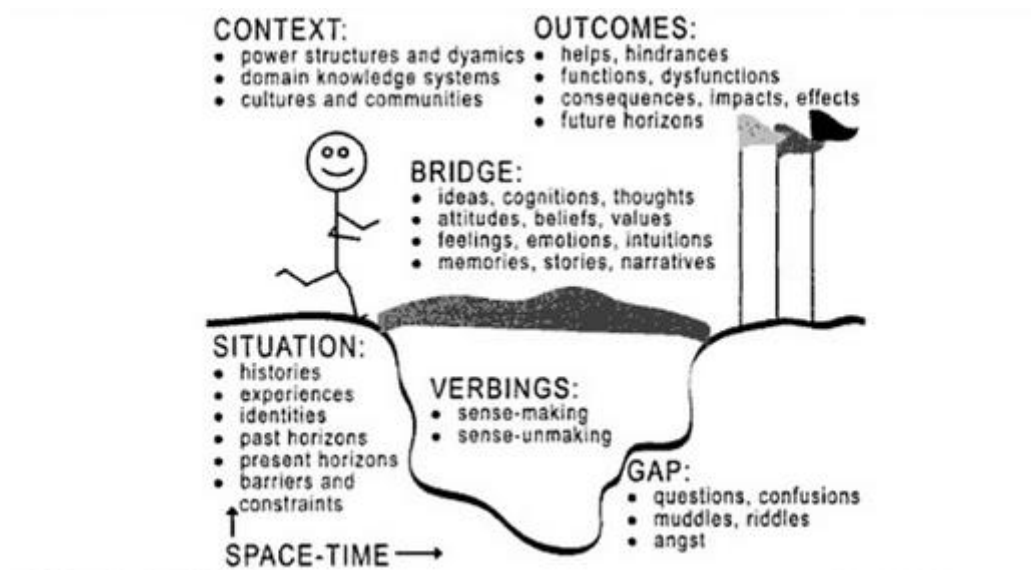 CONTEXT:
• power structures and dyamics
• domain knowledge systems
• cultures and communities
OUTCOMES:
• helps, hindrances
• functions, dysfunctions
• consequences, impacts, effects
• future horizons
BRIDGE:
• ideas, cognitions, thoughts
• attitudes, beliefs, values
• feelings, emotions, intuitions
• memories, stories, narratives
SITUATION:
• histories
• experiences
• identities
• past horizons
• present horizons
• barriers and
constraints
VERBINGS:
• sense-making
• sense-unmaking
GAP:
• questions, confusions
• muddles, riddles
• angst
SPACE-TIME